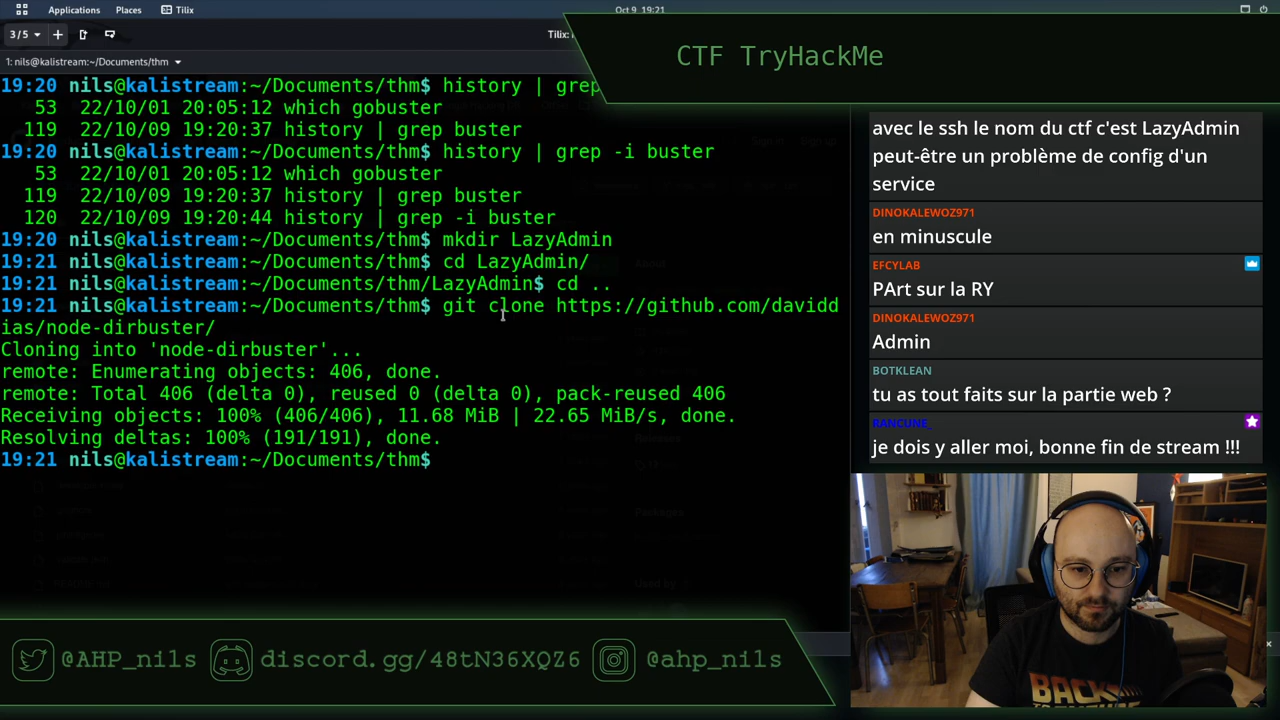 Applications Places Tilix
Oct 9 19:21
3/5
Tilix:
1: nils@kalistream:~/Documents/thm
CTF TryHackMe
19:20 nils@kalistream:~/Documents/thm$ history | grep
53 22/10/01 20:05:12 which gobuster
119 22/10/09 19:20:37 history | grep buster
19:20 nils@kalistream:~/Documents/thm$ history | grep -i buster
53 22/10/01 20:05:12 which gobuster
119 22/10/09 19:20:37 history | grep buster
120 22/10/09 19:20:44 history | grep -i buster
19:20 nils@kalistream:~/Documents/thm$ mkdir LazyAdmin
19:21 nils@kalistream:~/Documents/thm$ cd LazyAdmin/
19:21 nils@kalistream:~/Documents/thm/LazyAdmin$ cd ..
19:21 nils@kalistream:~/Documents/thm$ git clone https://github.com/davidd
ias/node-dirbuster/
Cloning into 'node-dirbuster'...
remote: Enumerating objects: 406, done.
remote: Total 406 (delta 0), reused 0 (delta 0), pack-reused 406
Receiving objects: 100% (406/406), 11.68 MiB | 22.65 MiB/s, done.
Resolving deltas: 100% (191/191), done.
19:21 nils@kalistream:~/Documents/thm$
avec le ssh le nom du ctf c'est LazyAdmin
peut-être un problème de config d'un
service
DINOKALEWOZ971
en minuscule
EFCYLAB
PArt sur la RY
DINOKALEWOZ971
Admin
BOTKLEAN
tu as tout faits sur la partie web ?
RANCUNE_
je dois y aller moi, bonne fin de stream !!!
BACK
@AHP_nils discord.gg/48tN36XQZ6 @ahp_nils